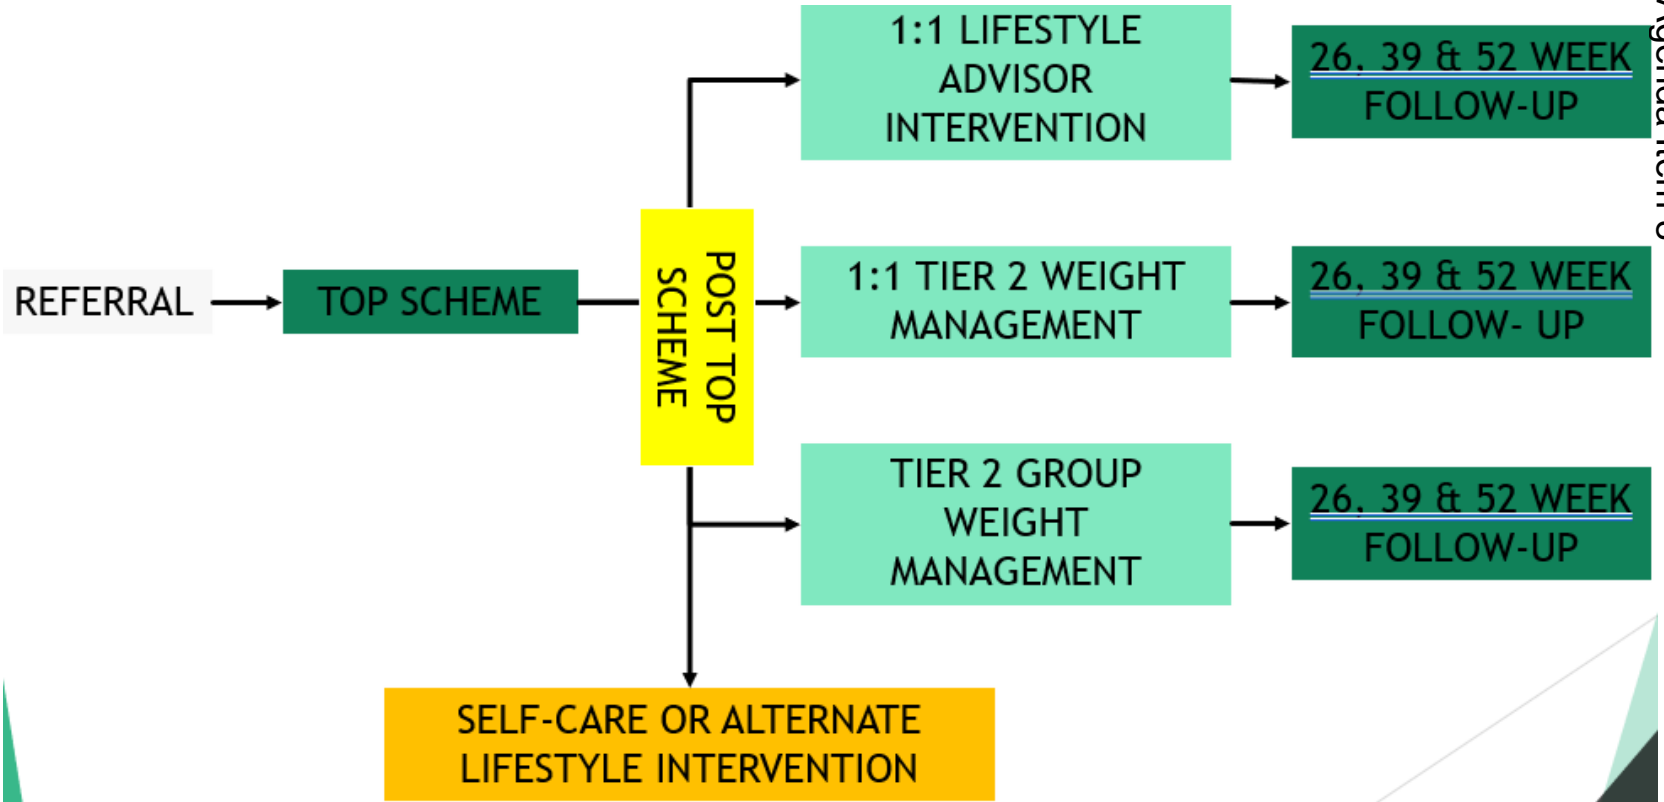 REFERRAL
TOP SCHEME
POST TOP
SCHEME
1:1 LIFESTYLE
ADVISOR
INTERVENTION
26, 39 & 52 WEEK
FOLLOW-UP
1:1 TIER 2 WEIGHT
MANAGEMENT
26, 39 & 52 WEEK
FOLLOW- UP
TIER 2 GROUP
WEIGHT
MANAGEMENT
26, 39 & 52 WEEK
FOLLOW-UP
SELF-CARE OR ALTERNATE
LIFESTYLE INTERVENTION
Agenda Item